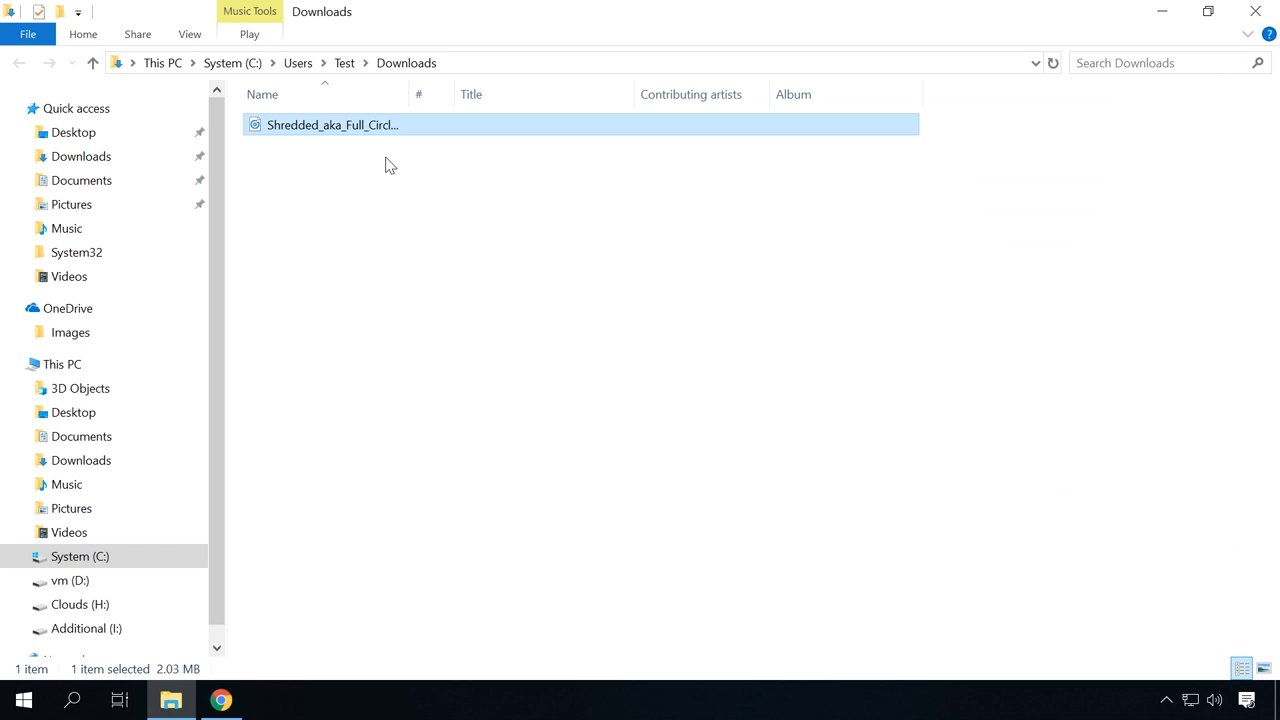 Music Tools
Downloads
File
Home
Share
View
Play
This PC
System (C:)
Users
Test
Downloads
Search Downloads
Name
#
Title
Contributing artists
Album
Shredded_aka_Full_Circl...
Quick access
Desktop
Downloads
Documents
Pictures
Music
System32
Videos
OneDrive
Images
This PC
3D Objects
Desktop
Documents
Downloads
Music
Pictures
Videos
System (C:)
vm (D:)
Clouds (H:)
Additional (I:)
1 item
1 item selected 2.03 MB